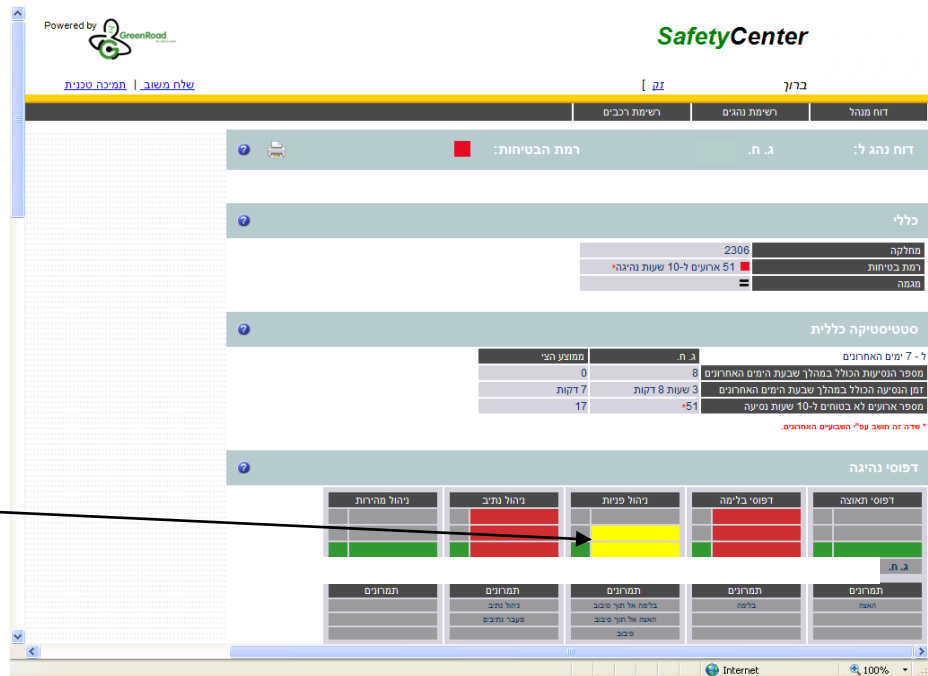 Powered by GreenRoad
SafetyCenter
ברוך זק ]
שלח משוב | תמיכה טכנית
דוח מנהל רשימת נהגים רשימת רכבים
דוח נהג ל: ג. ח. רמת הבטיחות:
כללי
מחלקה 2306
רמת בטיחות 51 ארועים ל-10 שעות נהיגה*
מגמה =
סטטיסטיקה כללית
ל - 7 ימים האחרונים ג. ח. ממוצע הצי
מספר הנסיעות הכולל במהלך שבעת הימים האחרונים 8 0
זמן הנסיעה הכולל במהלך שבעת הימים האחרונים 3 שעות 8 דקות 7 דקות
מספר ארועים לא בטוחים ל-10 שעות נסיעה 51* 17
* שדה זה חושב עפ"י השבועיים האחרונים.
דפוסי נהיגה
דפוסי תאוצה דפוסי בלימה ניהול פניות ניהול נתיב ניהול מהירות
ג. ח.
תמרונים תמרונים תמרונים תמרונים תמרונים
האצה בלימה בלימה אל תוך סיבוב ניהול נתיב
האצה אל תוך סיבוב מעבר נתיבים
סיבוב
Internet 100%